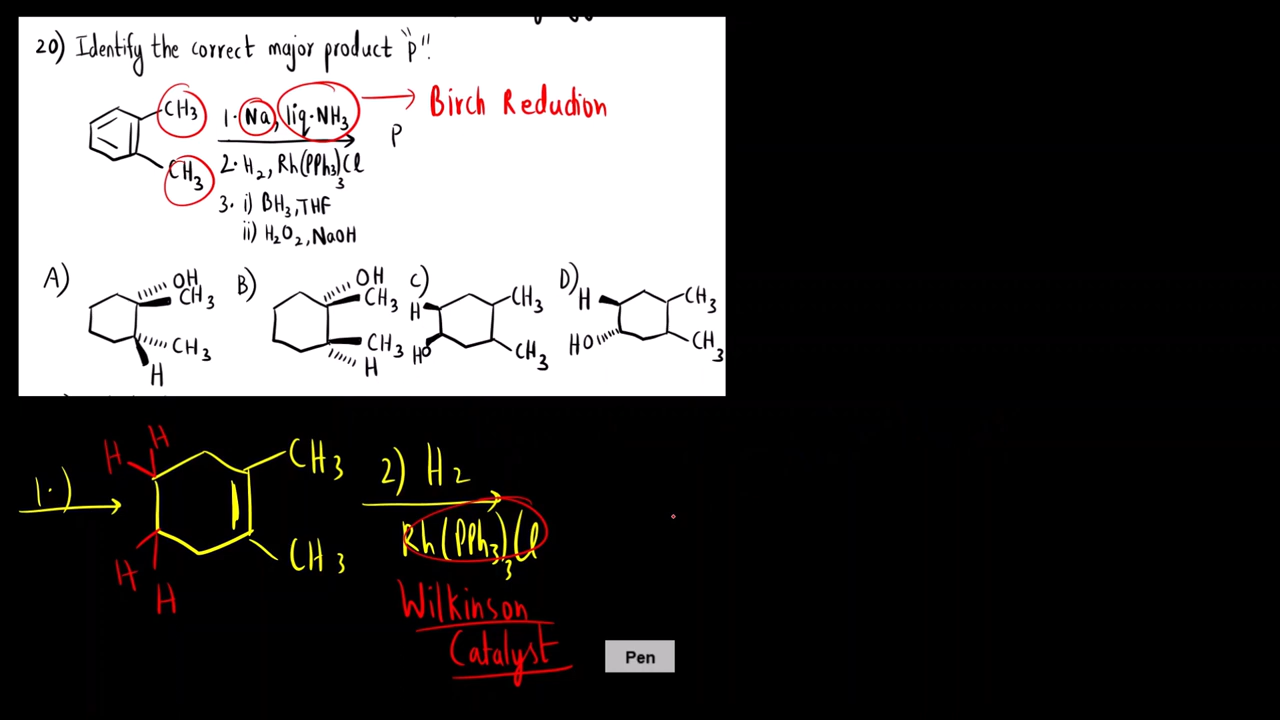 20) Identify the correct major product "p"!
CH3
CH3
1. Na, liq. NH3
Birch Reduction
P
2. H2, Rh(PPh3)3Cl
3. i) BH3, THF
ii) H2O2, NaOH
A)
OH
CH3
CH3
H
B)
OH
CH3
CH3
H
C)
H
HO
CH3
CH3
D)
H
HO
CH3
CH3
1.)
H
H
H
H
CH3
CH3
2) H2
Rh(PPh3)3Cl
Wilkinson
Catalyst
Pen